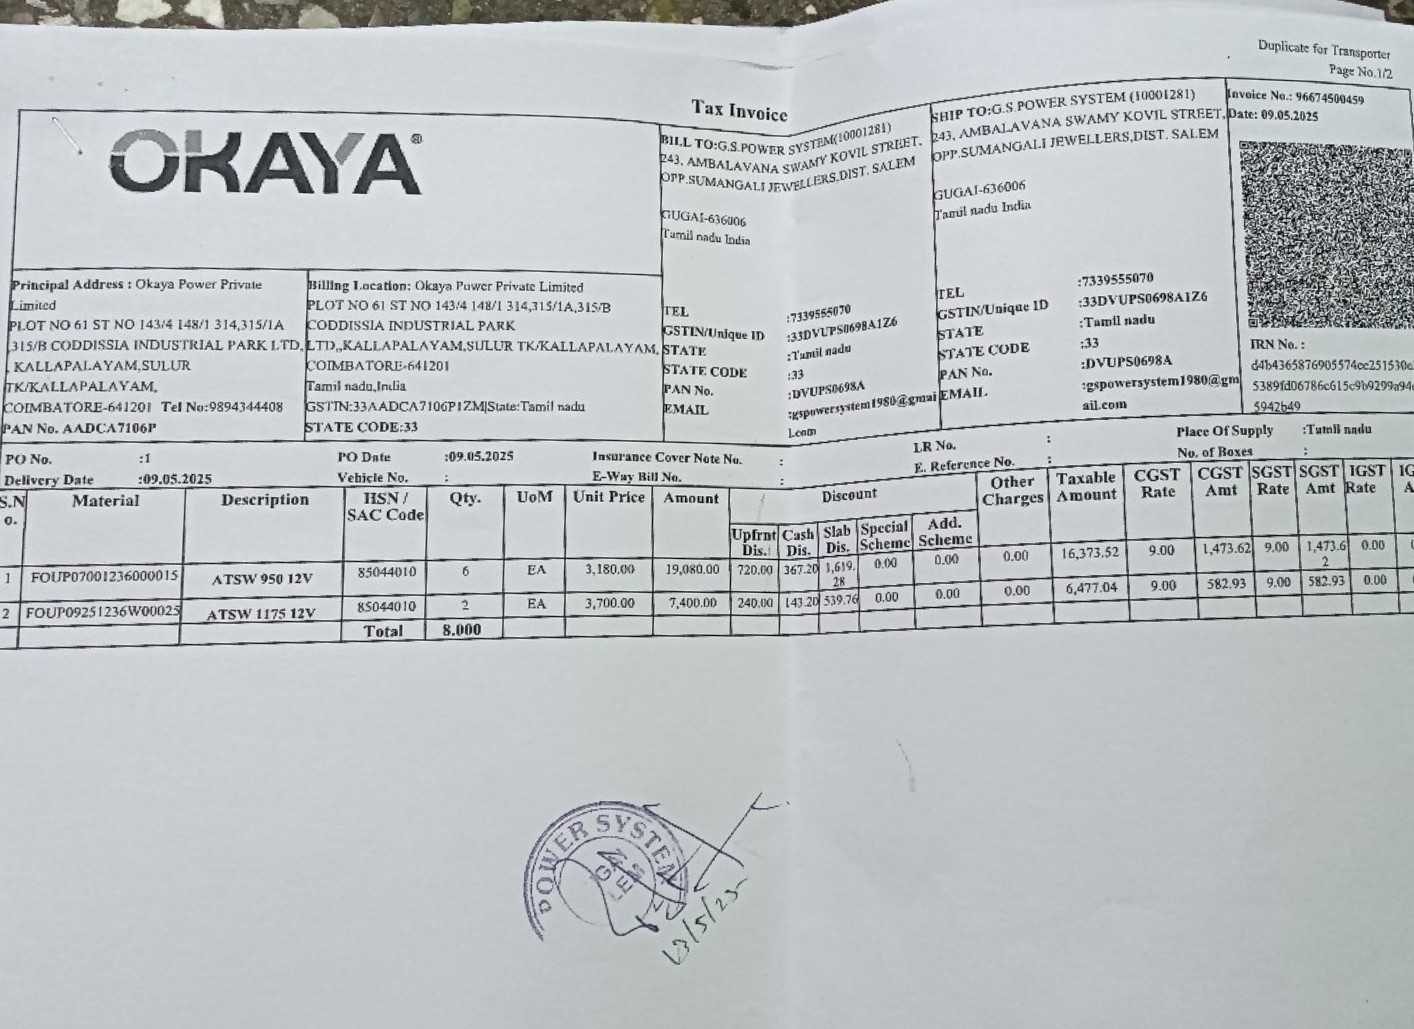 Duplicate for Transporter
Page No.1/2
Tax Invoice
OKAYA®
BILL TO:G.S.POWER SYSTEM(10001281)
243, AMBALAVANA SWAMY KOVIL STREET,
OPP.SUMANGALI JEWELLERS,DIST. SALEM
GUGAI-636006
Tamil nadu India
TEL :7339555070
GSTIN/Unique ID :33DVUPS0698A1Z6
STATE :Tamil nadu
STATE CODE :33
PAN No. :DVUPS0698A
EMAIL :gspowersystem1980@gmai
l.com
SHIP TO:G.S.POWER SYSTEM (10001281)
243, AMBALAVANA SWAMY KOVIL STREET,
OPP.SUMANGALI JEWELLERS,DIST. SALEM
GUGAI-636006
Tamil nadu India
TEL :7339555070
GSTIN/Unique ID :33DVUPS0698A1Z6
STATE :Tamil nadu
STATE CODE :33
PAN No. :DVUPS0698A
EMAIL :gspowersystem1980@gm
ail.com
Invoice No.: 96674500459
Date: 09.05.2025
IRN No. :
d4b4365876905574ec251530e
5389fd06786c615c9b9299a94
5942b49
Principal Address : Okaya Power Private
Limited
PLOT NO 61 ST NO 143/4 148/1 314,315/1A
,315/B CODDISSIA INDUSTRIAL PARK LTD,
, KALLAPALAYAM,SULUR
TK/KALLAPALAYAM,
COIMBATORE-641201 Tel No:9894344408
PAN No. AADCA7106P
Billing Location: Okaya Power Private Limited
PLOT NO 61 ST NO 143/4 148/1 314,315/1A,315/B
CODDISSIA INDUSTRIAL PARK
LTD,,KALLAPALAYAM,SULUR TK/KALLAPALAYAM,
COIMBATORE-641201
Tamil nadu,India
GSTIN:33AADCA7106P1ZM|State:Tamil nadu
STATE CODE:33
PO No. :1 PO Date :09.05.2025 Insurance Cover Note No. : LR No. : Place Of Supply :Tamil nadu
Delivery Date :09.05.2025 Vehicle No. : E-Way Bill No. : E. Reference No. : No. of Boxes :
S.N o. Material Description HSN / SAC Code Qty. UoM Unit Price Amount Discount Other Charges Taxable Amount CGST Rate CGST Amt SGST Rate SGST Amt IGST Rate
Upfrnt Dis. Cash Dis. Slab Dis. Special Scheme Add. Scheme
1 FOUP07001236000015 ATSW 950 12V 85044010 6 EA 3,180.00 19,080.00 720.00 367.20 1,619.28 0.00 0.00 0.00 16,373.52 9.00 1,473.62 9.00 1,473.62 0.00
2 FOUP09251236W00025 ATSW 1175 12V 85044010 2 EA 3,700.00 7,400.00 240.00 143.20 539.76 0.00 0.00 0.00 6,477.04 9.00 582.93 9.00 582.93 0.00
Total 8.000
POWER SYSTEM